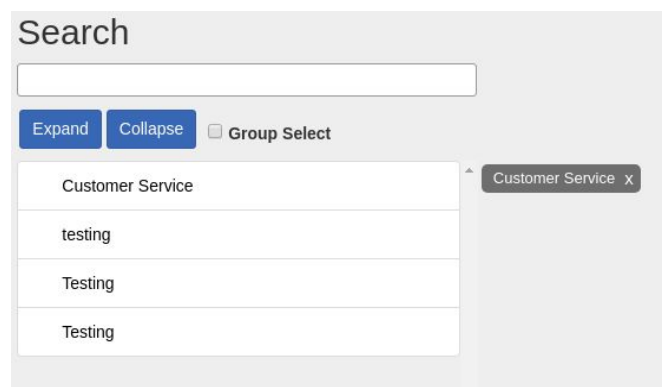 Search
Expand Collapse Group Select
Customer Service
Customer Service x
testing
Testing
Testing